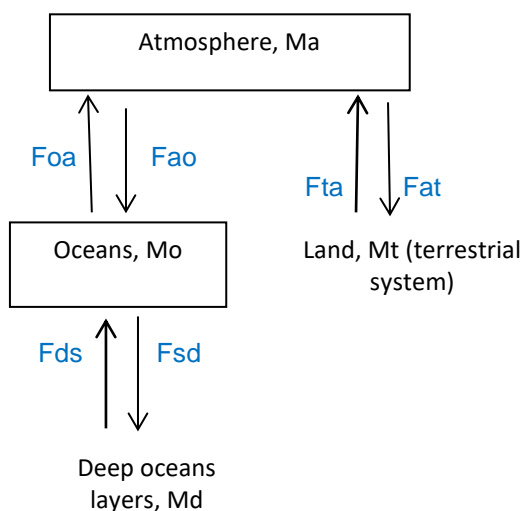 Atmosphere, Ma
Foa
Fao
Fta
Fat
Oceans, Mo
Land, Mt (terrestrial
system)
Fds
Fsd
Deep oceans
layers, Md